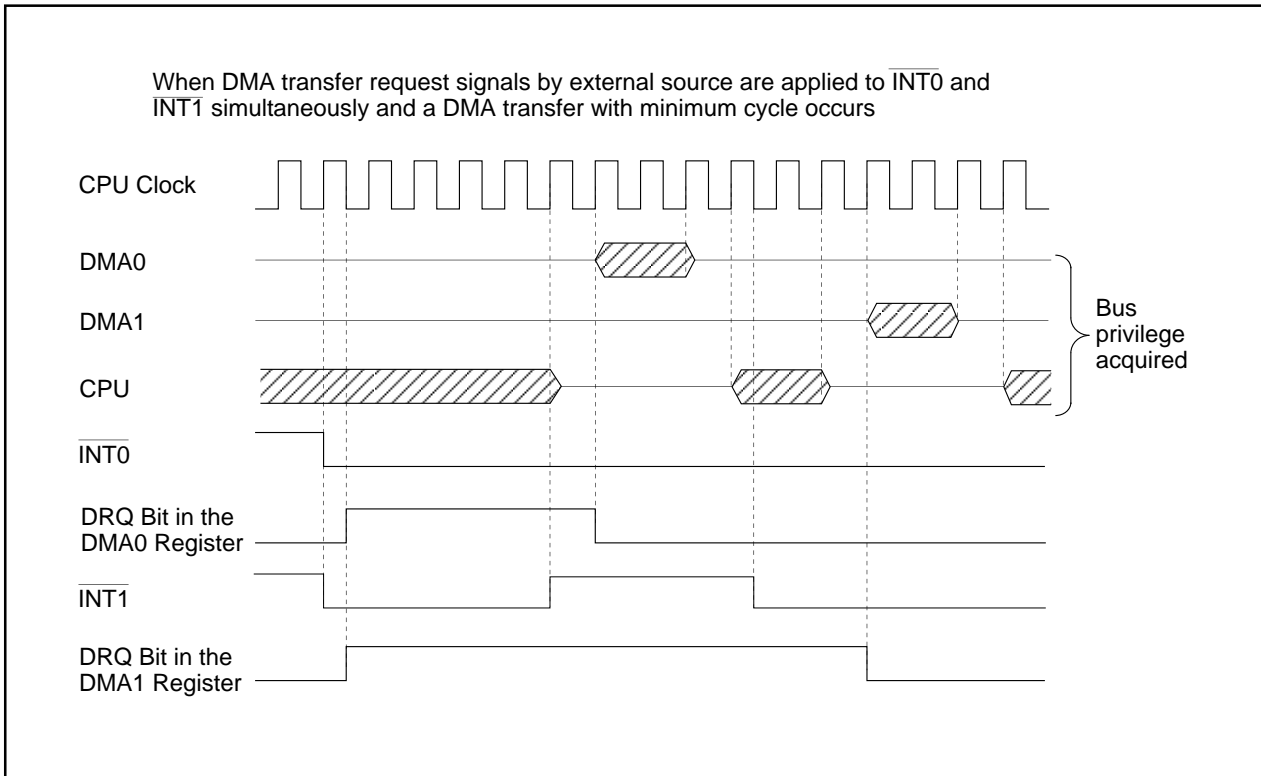 When DMA transfer request signals by external source are applied to INT0 and
INT1 simultaneously and a DMA transfer with minimum cycle occurs
CPU Clock
DMA0
DMA1
CPU
Bus
privilege
acquired
INT0
DRQ Bit in the
DMA0 Register
INT1
DRQ Bit in the
DMA1 Register